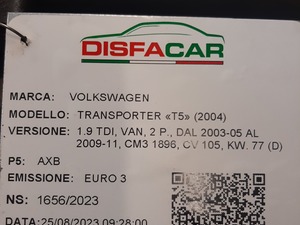 DISFACAR
MARCA: VOLKSWAGEN
MODELLO: TRANSPORTER «T5» (2004)
VERSIONE: 1.9 TDI, VAN, 2 P., DAL 2003-05 AL
2009-11, CM3 1896, CV 105, KW. 77 (D)
P5: AXB
EMISSIONE: EURO 3
NS: 1656/2023
DATA:25/08/2023 09:28:00